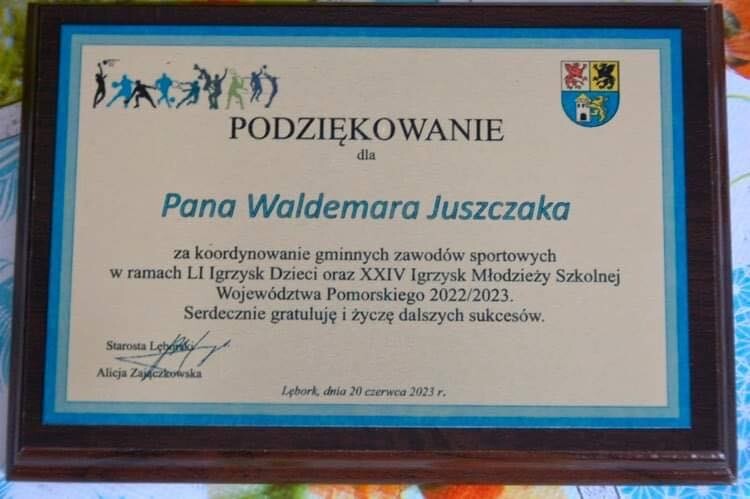 PODZIĘKOWANIE
dla
Pana Waldemara Juszczaka
za koordynowanie gminnych zawodów sportowych
w ramach LI Igrzysk Dzieci oraz XXIV Igrzysk Młodzieży Szkolnej
Województwa Pomorskiego 2022/2023.
Serdecznie gratuluję i życzę dalszych sukcesów.
Starosta Lęborski
Alicja Zajączkowska
Lębork, dnia 20 czerwca 2023 r.